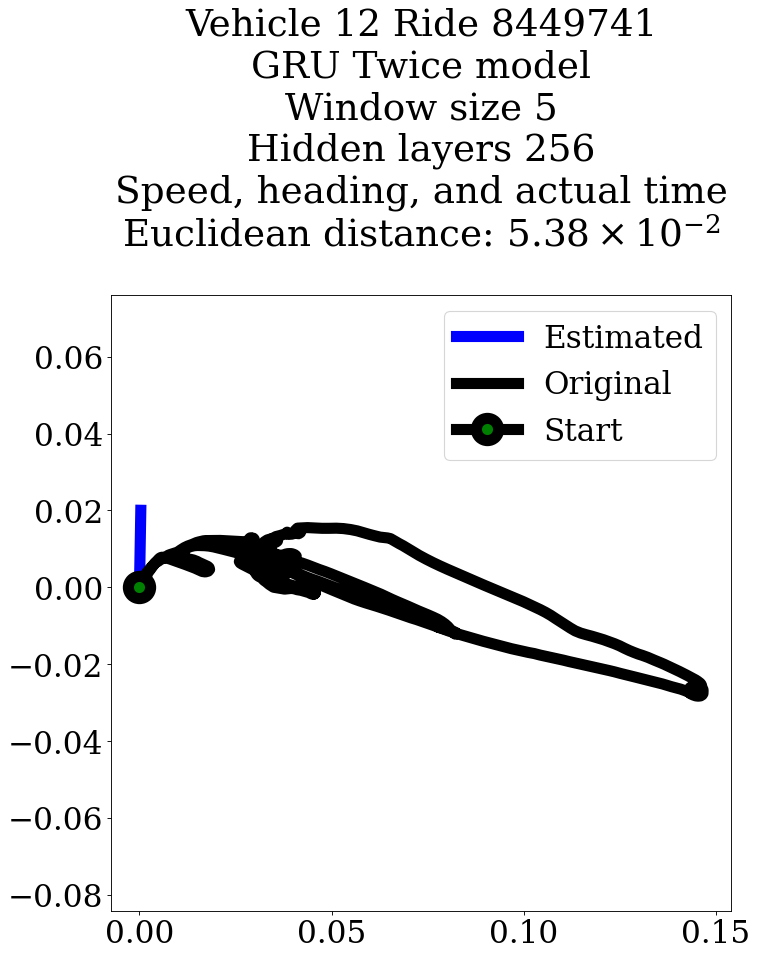 Vehicle 12 Ride 8449741
GRU Twice model
Window size 5
Hidden layers 256
Speed, heading, and actual time
Euclidean distance: 5.38 × 10⁻²
Estimated
Original
Start
0.06
0.04
0.02
0.00
−0.02
−0.04
−0.06
−0.08
0.00 0.05 0.10 0.15